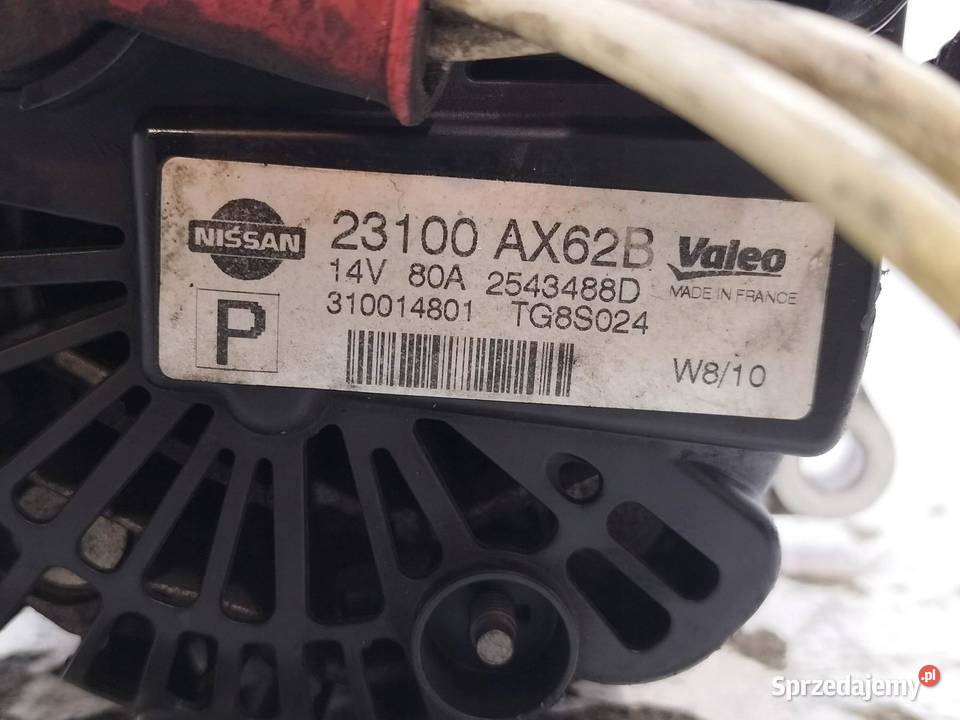 NISSAN 23100 AX62B Valeo
14V 80A 2543488D MADE IN FRANCE
P 310014801 TG8S024
W8/10
Sprzedajemy.pl